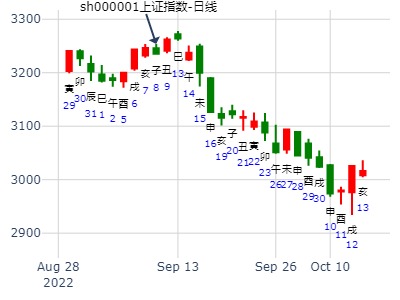 sh000001上证指数-日线
3300
3200
3100
3000
2900
寅
29
卯
30
辰
31
巳
1
午
2
酉
5
戌
6
亥
7
子
8
丑
9
巳
13
午
14
未
15
申
16
亥
19
子
20
丑
21
寅
22
卯
23
午
26
未
27
申
28
酉
29
戌
30
申
10
酉
11
戌
12
亥
13
Aug 28
2022
Sep 13
Sep 26
Oct 10